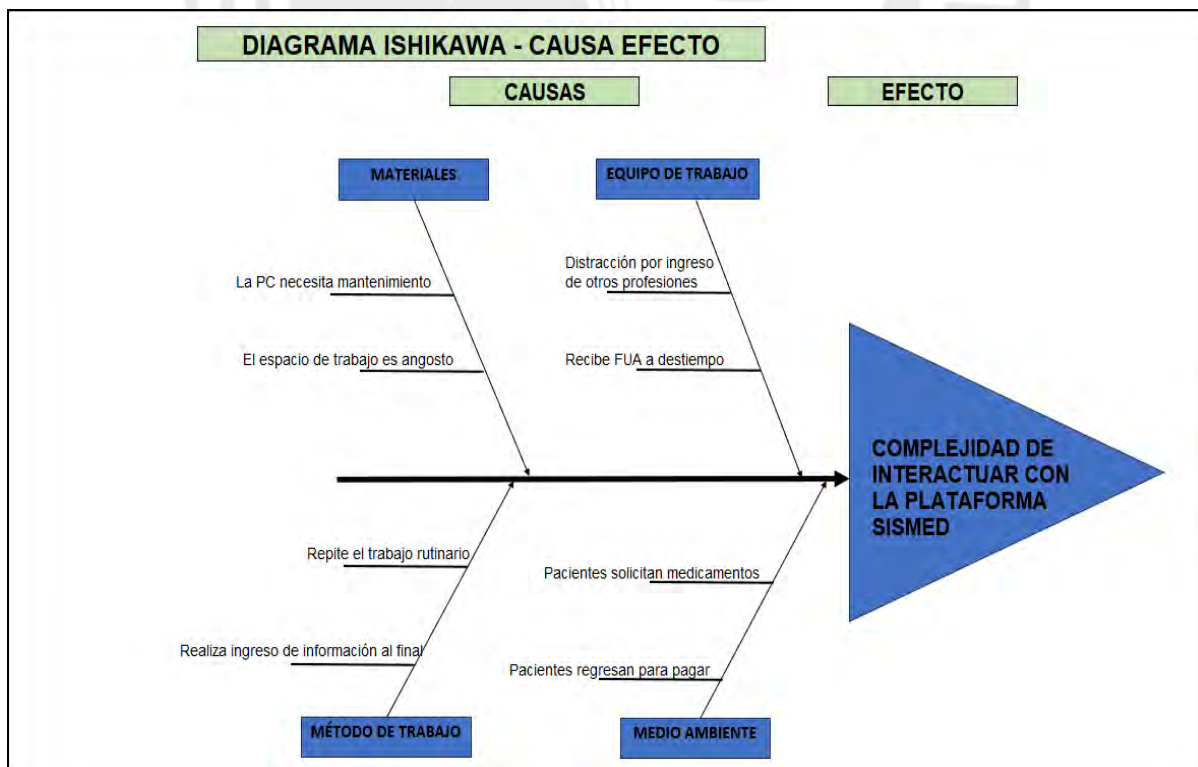 DIAGRAMA ISHIKAWA - CAUSA EFECTO
CAUSAS
EFECTO
MATERIALES
EQUIPO DE TRABAJO
La PC necesita mantenimiento
Distracción por ingreso
de otros profesiones
El espacio de trabajo es angosto
Recibe FUA a destiempo
COMPLEJIDAD DE
INTERACTUAR CON
LA PLATAFORMA
SISMED
Repite el trabajo rutinario
Pacientes solicitan medicamentos
Realiza ingreso de información al final
Pacientes regresan para pagar
MÉTODO DE TRABAJO
MEDIO AMBIENTE